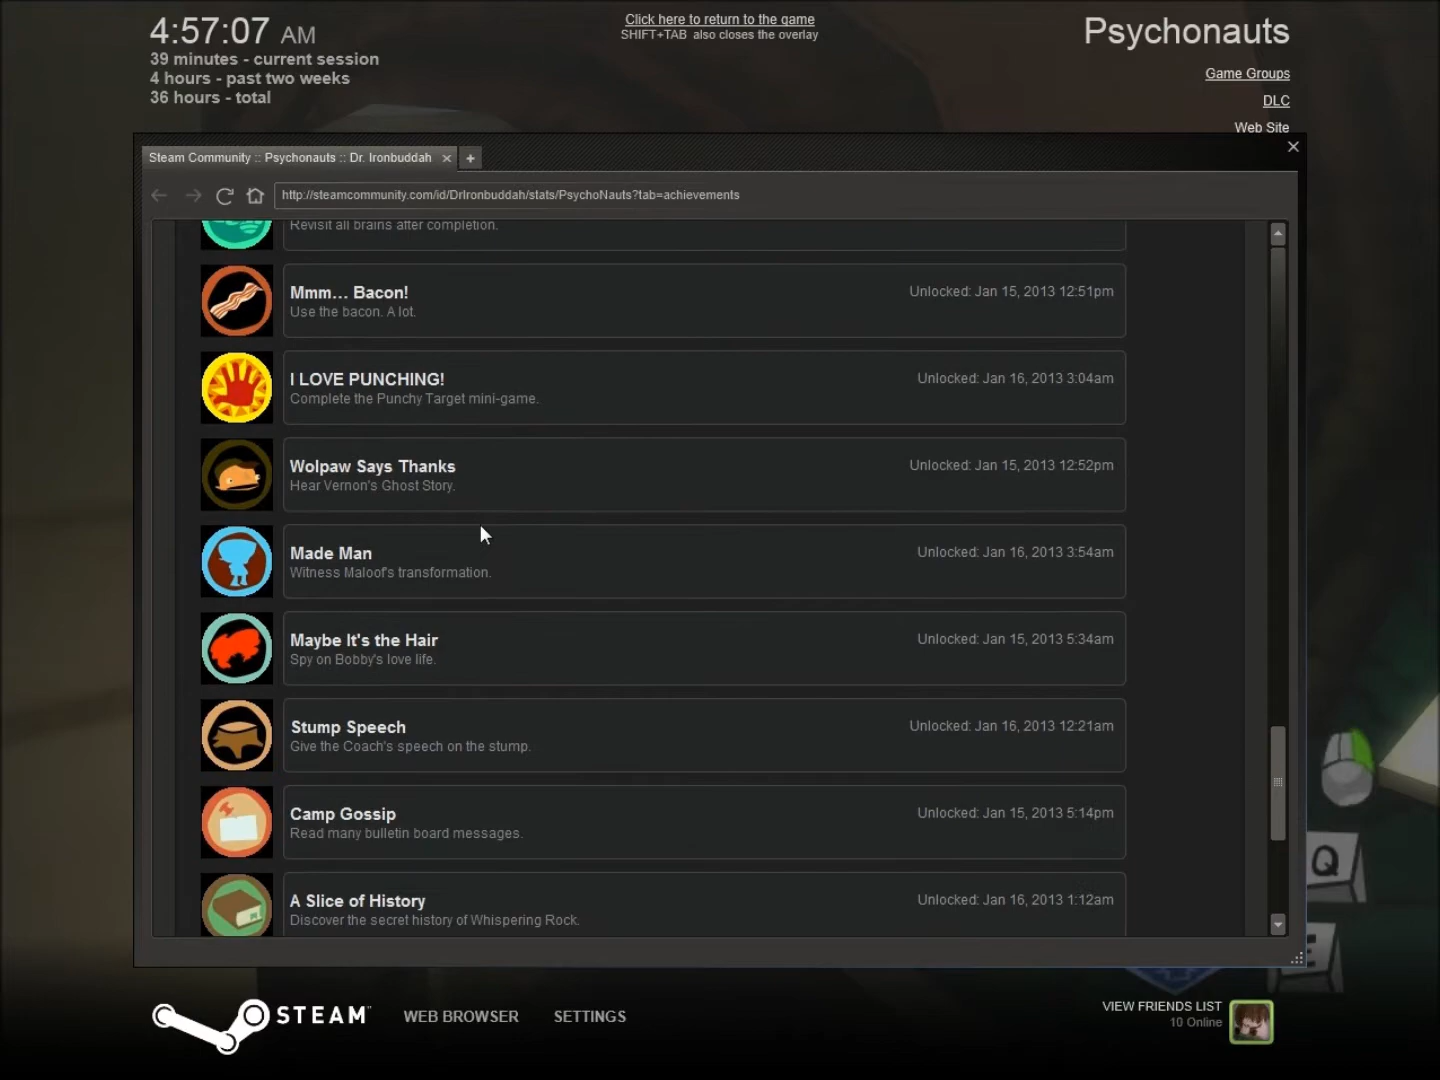 4:57:07 AM
39 minutes - current session
4 hours - past two weeks
36 hours - total
Click here to return to the game
SHIFT+TAB also closes the overlay
Psychonauts
Game Groups
DLC
Web Site
Steam Community :: Psychonauts :: Dr. Ironbuddah
http://steamcommunity.com/id/DrIronbuddah/stats/PsychoNauts?tab=achievements
Revisit all brains after completion.
Mmm... Bacon!
Unlocked: Jan 15, 2013 12:51pm
Use the bacon. A lot.
I LOVE PUNCHING!
Unlocked: Jan 16, 2013 3:04am
Complete the Punchy Target mini-game.
Wolpaw Says Thanks
Unlocked: Jan 15, 2013 12:52pm
Hear Vernon's Ghost Story.
Made Man
Unlocked: Jan 16, 2013 3:54am
Witness Maloof's transformation.
Maybe It's the Hair
Unlocked: Jan 15, 2013 5:34am
Spy on Bobby's love life.
Stump Speech
Unlocked: Jan 16, 2013 12:21am
Give the Coach's speech on the stump.
Camp Gossip
Unlocked: Jan 15, 2013 5:14pm
Read many bulletin board messages.
A Slice of History
Unlocked: Jan 16, 2013 1:12am
Discover the secret history of Whispering Rock.
Q
E
STEAM™
WEB BROWSER
SETTINGS
VIEW FRIENDS LIST
10 Online